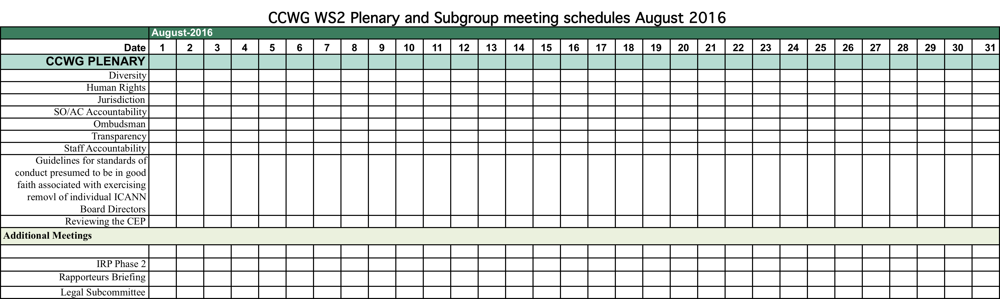 CCWG WS2 Plenary and Subgroup meeting schedules August 2016
August-2016
Date 1 2 3 4 5 6 7 8 9 10 11 12 13 14 15 16 17 18 19 20 21 22 23 24 25 26 27 28 29 30 31
CCWG PLENARY
Diversity
Human Rights
Jurisdiction
SO/AC Accountability
Ombudsman
Transparency
Staff Accountability
Guidelines for standards of
conduct presumed to be in good
faith associated with exercising
removl of individual ICANN
Board Directors
Reviewing the CEP
Additional Meetings
IRP Phase 2
Rapporteurs Briefing
Legal Subcommittee